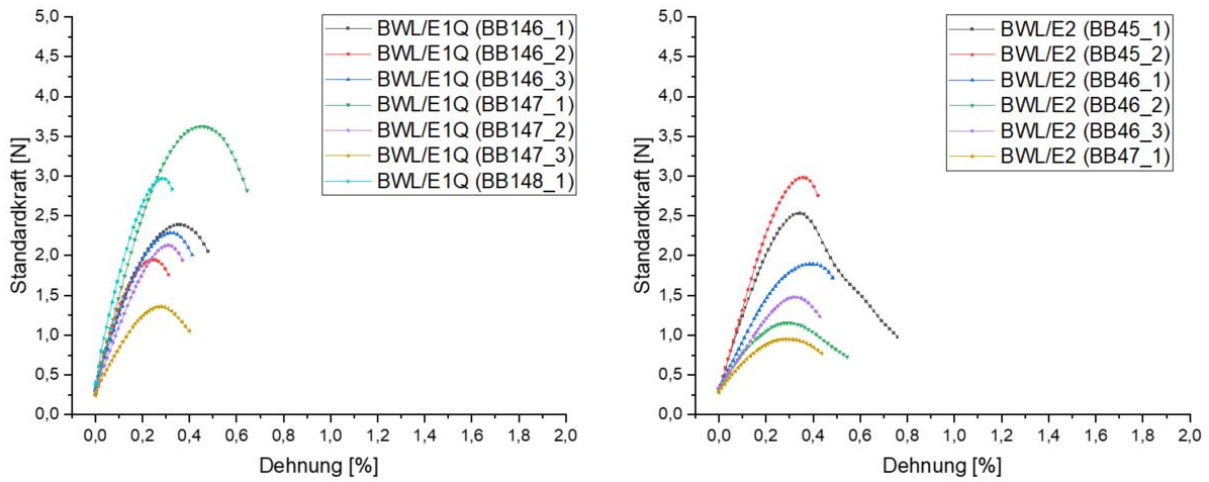 5,0
4,5
4,0
3,5
3,0
2,5
2,0
1,5
1,0
0,5
0,0
Standardkraft [N]
BWL/E1Q (BB146_1)
BWL/E1Q (BB146_2)
BWL/E1Q (BB146_3)
BWL/E1Q (BB147_1)
BWL/E1Q (BB147_2)
BWL/E1Q (BB147_3)
BWL/E1Q (BB148_1)
0,0 0,2 0,4 0,6 0,8 1,0 1,2 1,4 1,6 1,8 2,0
Dehnung [%]
5,0
4,5
4,0
3,5
3,0
2,5
2,0
1,5
1,0
0,5
0,0
Standardkraft [N]
BWL/E2 (BB45_1)
BWL/E2 (BB45_2)
BWL/E2 (BB46_1)
BWL/E2 (BB46_2)
BWL/E2 (BB46_3)
BWL/E2 (BB47_1)
0,0 0,2 0,4 0,6 0,8 1,0 1,2 1,4 1,6 1,8 2,0
Dehnung [%]